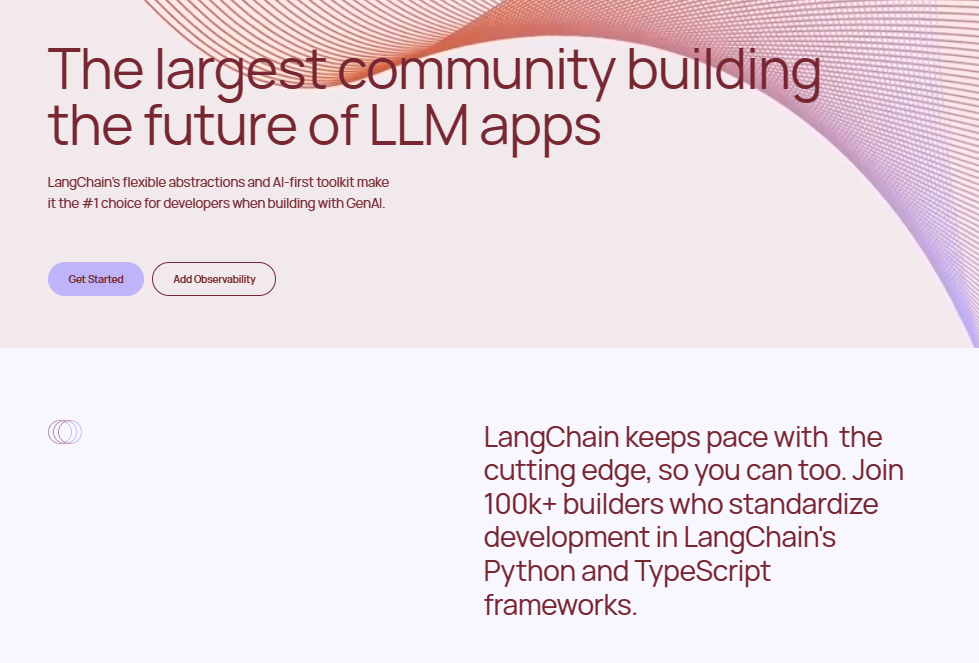 The largest community building
the future of LLM apps
LangChain's flexible abstractions and AI-first toolkit make
it the #1 choice for developers when building with GenAI.
Get Started
Add Observability
LangChain keeps pace with the
cutting edge, so you can too. Join
100k+ builders who standardize
development in LangChain's
Python and TypeScript
frameworks.